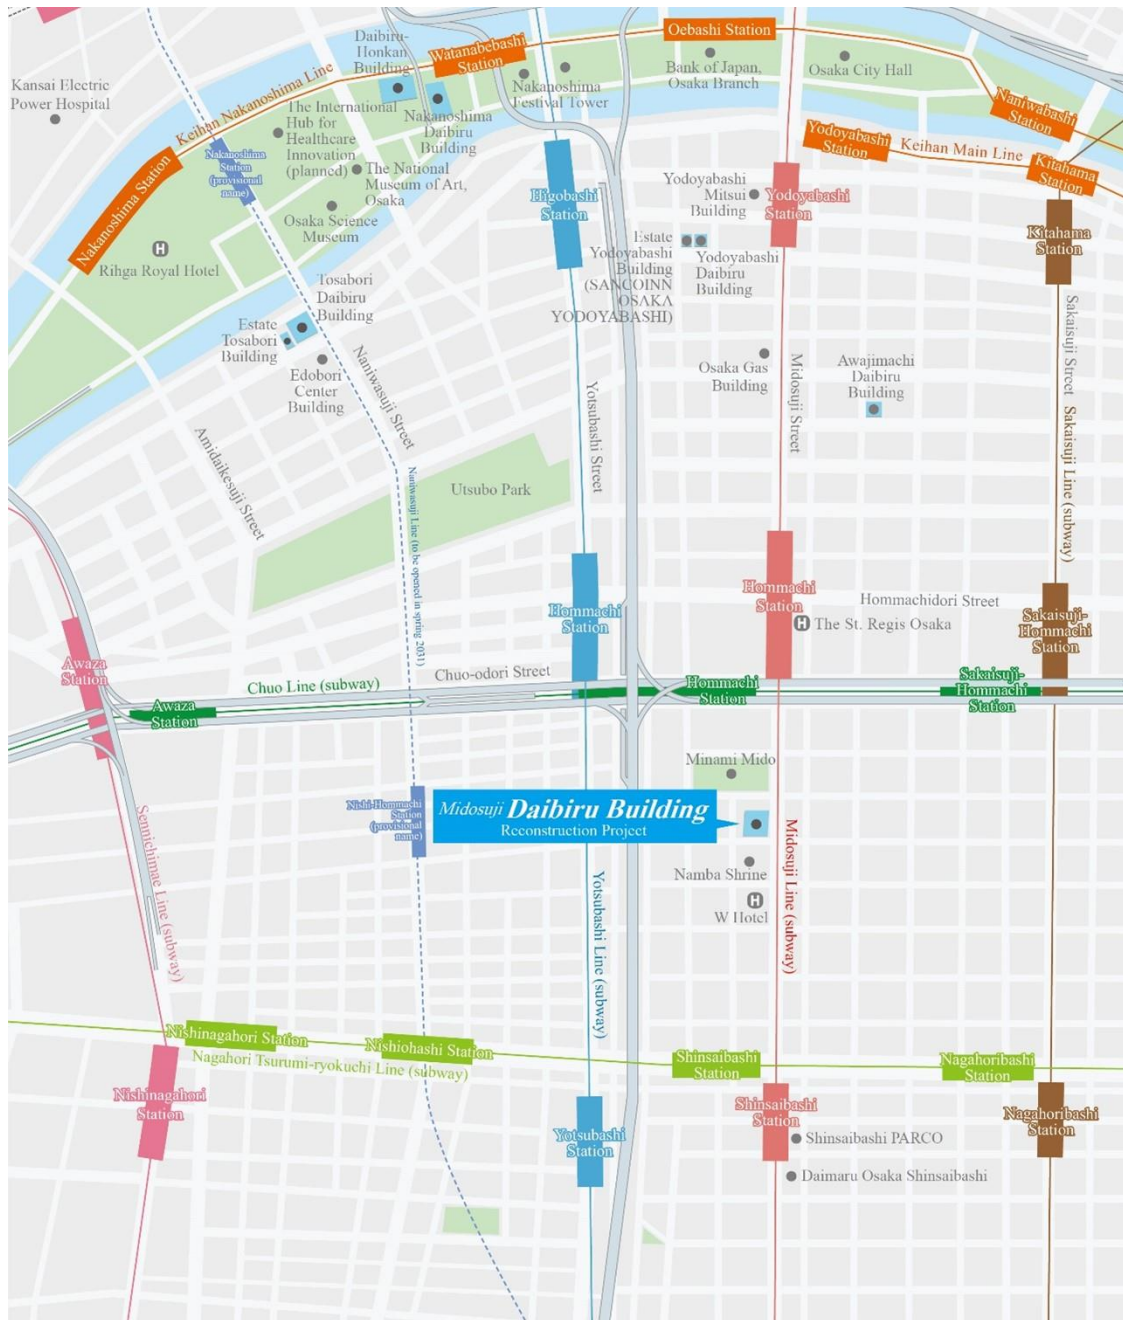 Kansai Electric
Power Hospital
Keihan Nakanoshima Line
Daibiru-
Honkan
Building
Watanabebashi
Station
Oebashi Station
Bank of Japan,
Osaka Branch
Osaka City Hall
Nakanoshima
Festival Tower
Nakanoshima
Daibiru
Building
The International
Hub for
Healthcare
Innovation
(planned)
The National
Museum of Art,
Osaka
Osaka Science
Museum
Nakanoshima
Station
(provisional
name)
Nakanoshima Station
Rihga Royal Hotel
Naniwabashi
Station
Yodoyabashi
Station
Keihan Main Line
Kitahama
Station
Kitahama
Station
Higobashi
Station
Yodoyabashi
Mitsui
Building
Yodoyabashi
Station
Estate
Yodoyabashi
Building
(SANCOINN
OSAKA
YODOYABASHI)
Yodoyabashi
Daibiru
Building
Tosabori
Daibiru
Building
Estate
Tosabori
Building
Edobori
Center
Building
Naniwasuji Street
Yotsubashi Street
Osaka Gas
Building
Midosuji Street
Awajimachi
Daibiru
Building
Sakaisuji Street
Sakaisuji Line (subway)
Amidaikesuji Street
Utsubo Park
Naniwasuji Line (to be opened in spring 2031)
Hommachi
Station
Hommachi
Station
Hommachidori Street
The St. Regis Osaka
Sakaisuji-
Hommachi
Station
Awaza
Station
Chuo Line (subway)
Chuo-odori Street
Awaza
Station
Hommachi
Station
Sakaisuji-
Hommachi
Station
Minami Mido
Nishi-Hommachi
Station
(provisional
name)
Midosuji Daibiru Building
Reconstruction Project
Namba Shrine
W Hotel
Sennichimae Line (subway)
Yotsubashi Line (subway)
Midosuji Line (subway)
Nishinagahori Station
Nishiohashi Station
Nagahori Tsurumi-ryokuchi Line (subway)
Shinsaibashi
Station
Nagahoribashi
Station
Nishinagahori
Station
Yotsubashi
Station
Shinsaibashi
Station
Nagahoribashi
Station
Shinsaibashi PARCO
Daimaru Osaka Shinsaibashi